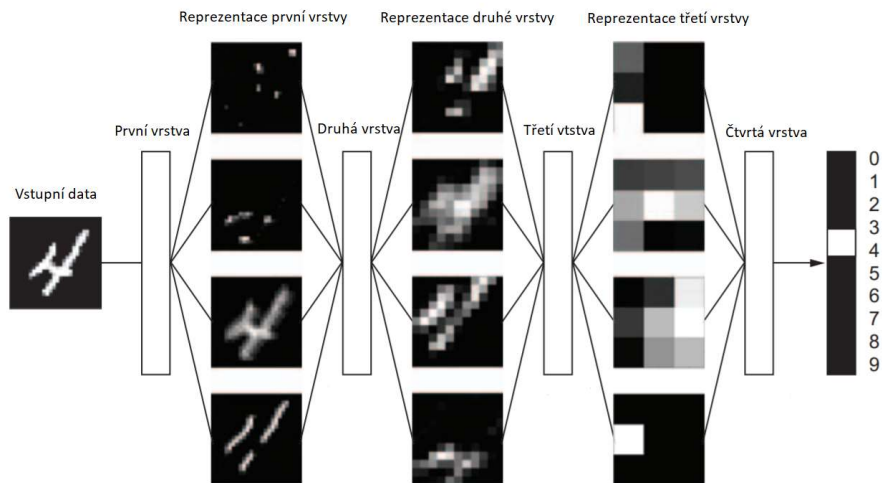 Reprezentace první vrstvy
Reprezentace druhé vrstvy
Reprezentace třetí vrstvy
První vrstva
Druhá vrstva
Třetí vtstva
Čtvrtá vrstva
Vstupní data
0
1
2
3
4
5
6
7
8
9